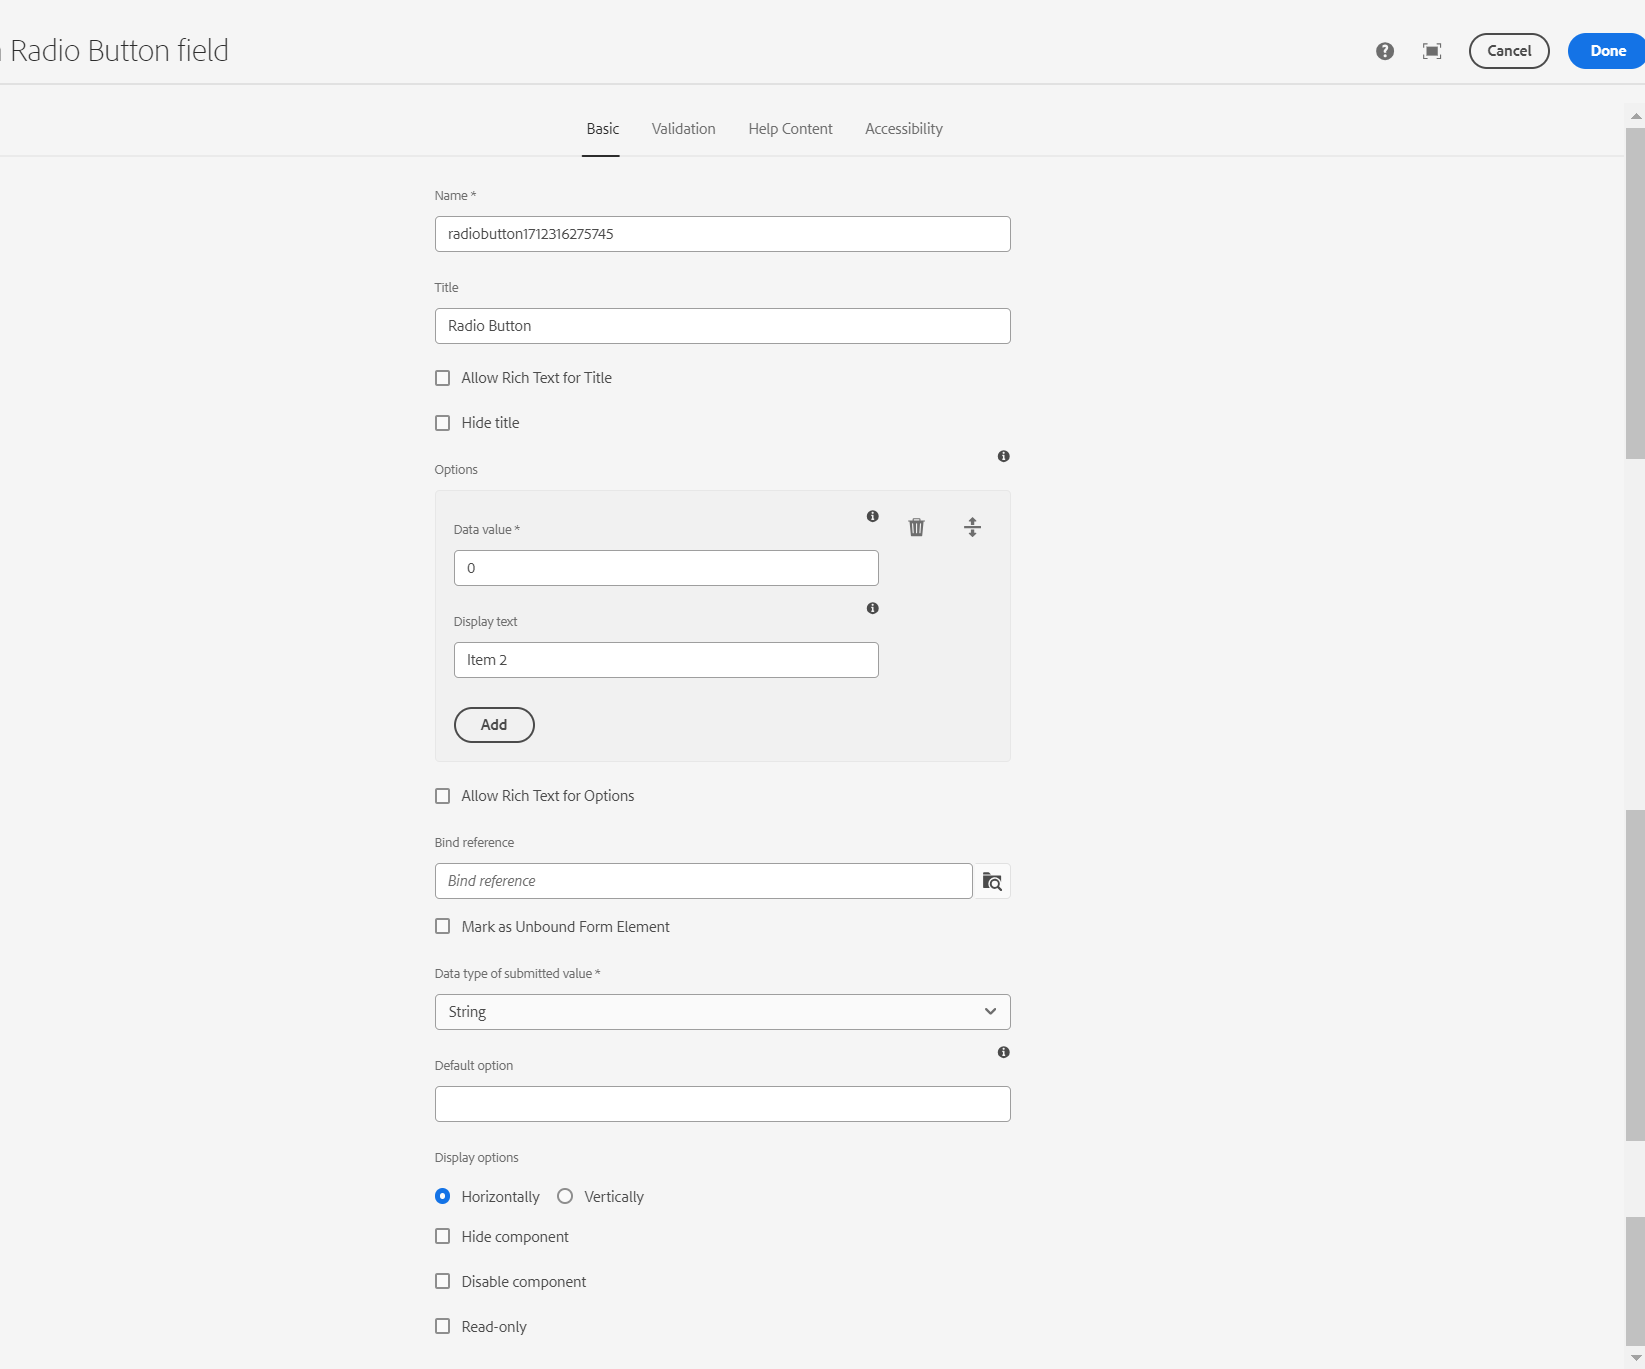 Radio Button field
Cancel
Done
Basic
Validation
Help Content
Accessibility
Name *
radiobutton1712316275745
Title
Radio Button
Allow Rich Text for Title
Hide title
Options
Data value *
0
Display text
Item 2
Add
Allow Rich Text for Options
Bind reference
Bind reference
Mark as Unbound Form Element
Data type of submitted value *
String
Default option
Display options
Horizontally
Vertically
Hide component
Disable component
Read-only